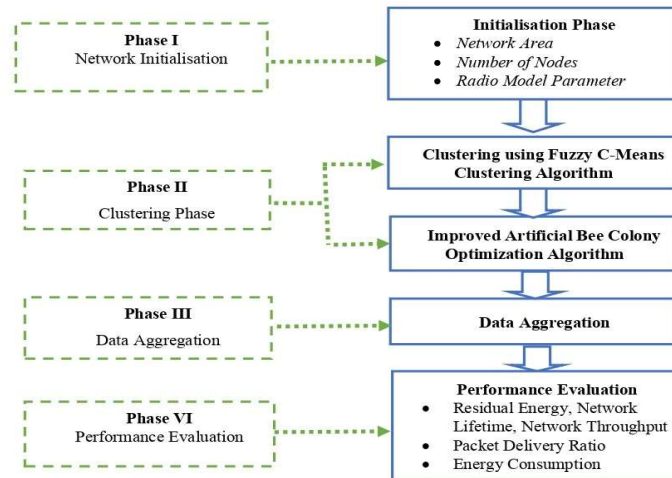 Phase I
Network Initialisation
Initialisation Phase
• Network Area
• Number of Nodes
• Radio Model Parameter
Phase II
Clustering Phase
Clustering using Fuzzy C-Means
Clustering Algorithm
Improved Artificial Bee Colony
Optimization Algorithm
Phase III
Data Aggregation
Data Aggregation
Phase VI
Performance Evaluation
Performance Evaluation
• Residual Energy, Network
Lifetime, Network Throughput
• Packet Delivery Ratio
• Energy Consumption